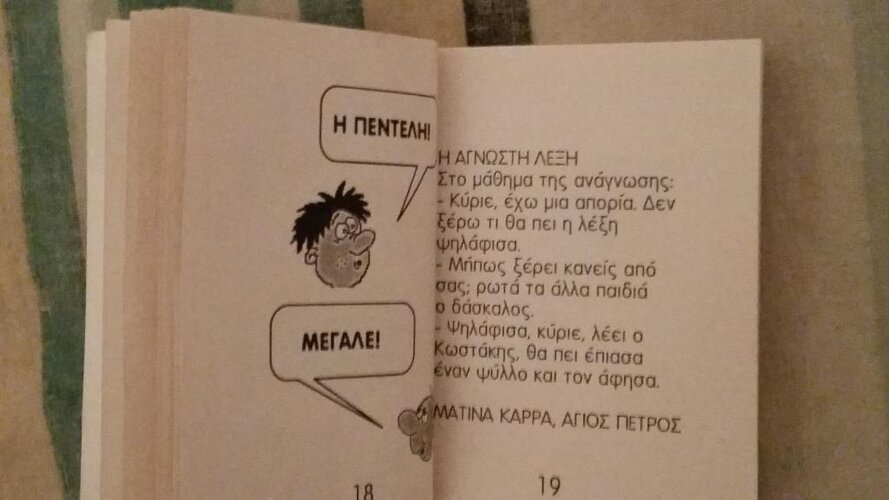 Η ΠΕΝΤΕΛΗ!
ΜΕΓΑΛΕ!
18
Η ΑΓΝΩΣΤΗ ΛΕΞΗ
Στο μάθημα της ανάγνωσης:
- Κύριε, έχω μια απορία. Δεν
ξέρω τι θα πει η λέξη
ψηλάφισα.
- Μήπως ξέρει κανείς από
σας; ρωτά τα άλλα παιδιά
ο δάσκαλος.
- Ψηλάφισα, κύριε, λέει ο
Κωστάκης, θα πει έπιασα
έναν ψύλλο και τον άφησα.
ΜΑΤΙΝΑ ΚΑΡΡΑ, ΑΓΙΟΣ ΠΕΤΡΟΣ
19